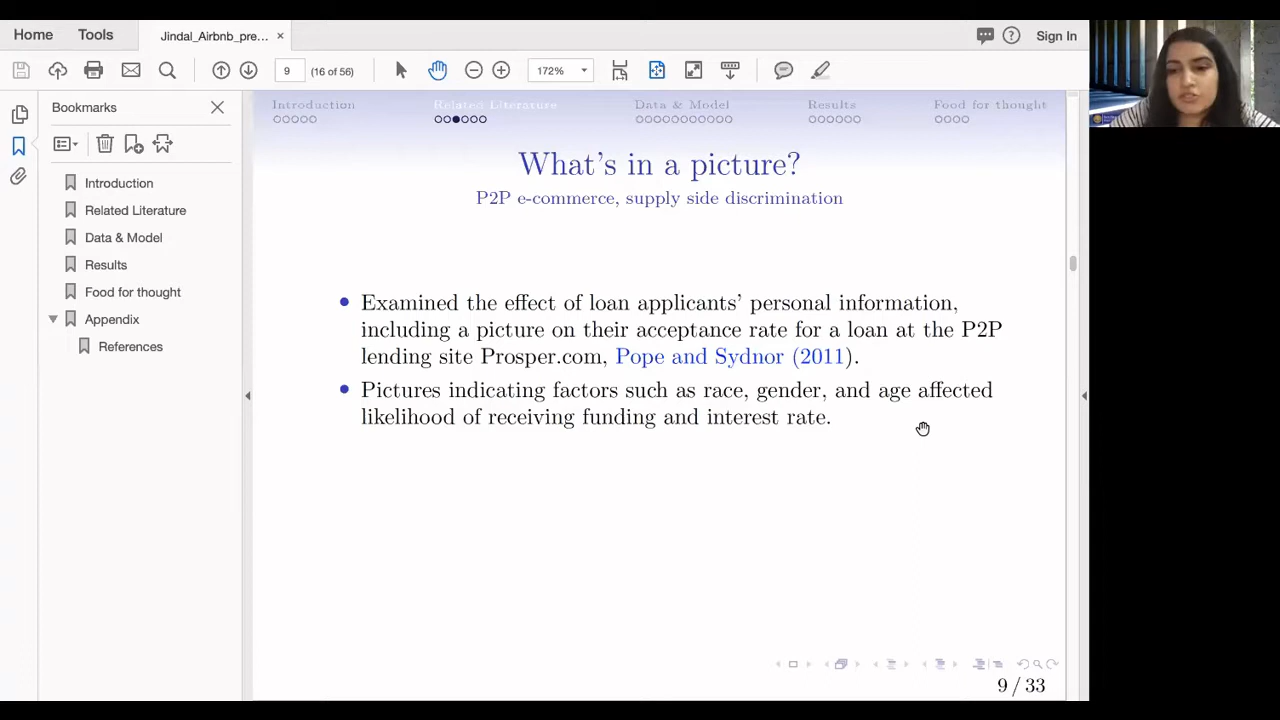 Home Tools Jindal_Airbnb_pre... × Sign In
9 (16 of 56) 172%
Bookmarks
Introduction
Related Literature
Data & Model
Results
Food for thought
Appendix
References
Introduction Related Literature Data & Model Results Food for thought
What's in a picture?
P2P e-commerce, supply side discrimination
• Examined the effect of loan applicants' personal information,
including a picture on their acceptance rate for a loan at the P2P
lending site Prosper.com, Pope and Sydnor (2011).
• Pictures indicating factors such as race, gender, and age affected
likelihood of receiving funding and interest rate.
9 / 33